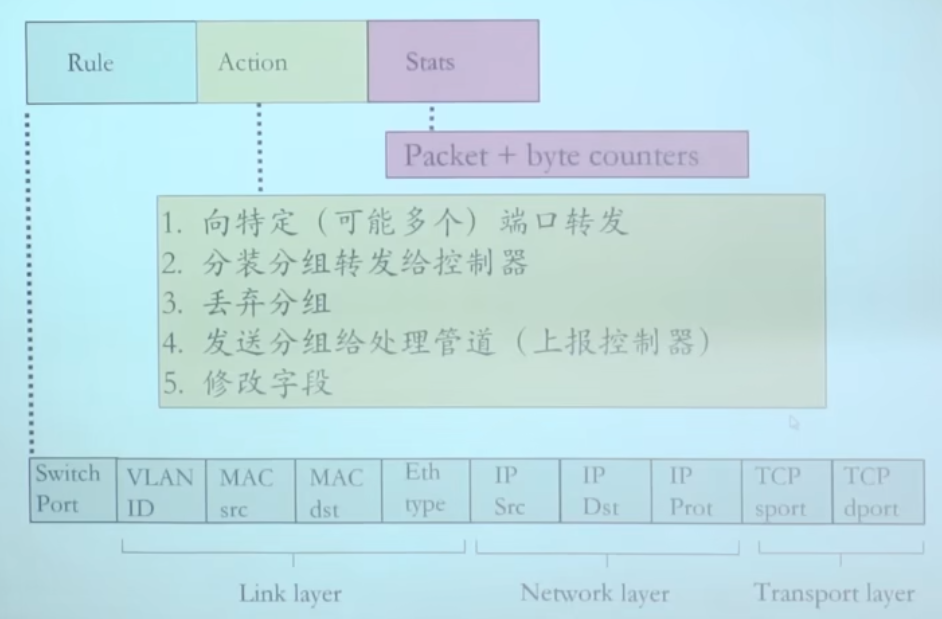 Rule Action Stats
Packet + byte counters
1. 向特定（可能多个）端口转发
2. 分装分组转发给控制器
3. 丢弃分组
4. 发送分组给处理管道（上报控制器）
5. 修改字段
Switch Port
VLAN ID
MAC src
MAC dst
Eth type
IP Src
IP Dst
IP Prot
TCP sport
TCP dport
Link layer Network layer Transport layer